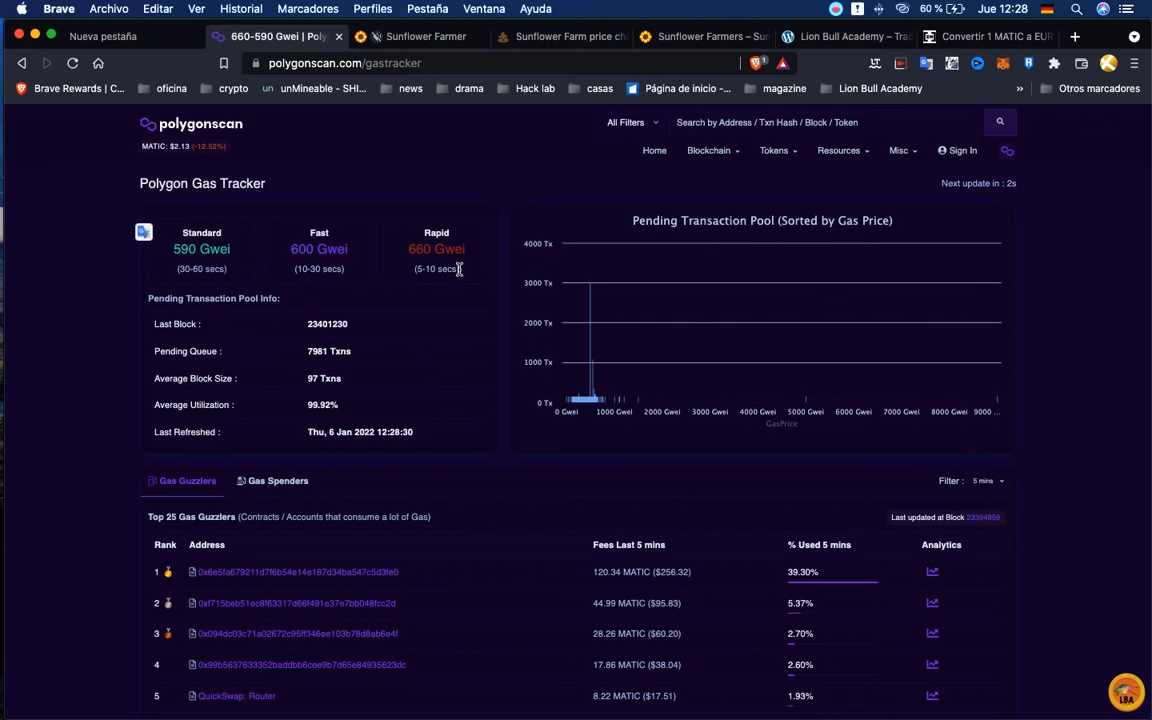 Brave Archivo Editar Ver Historial Marcadores Perfiles Pestaña Ventana Ayuda 60 % Jue 12:28
Nueva pestaña 660-590 Gwei | Poly Sunflower Farmer Sunflower Farm price ch Sunflower Farmers – Sun Lion Bull Academy – Trad Convertir 1 MATIC a EUR
polygonscan.com/gastracker 1
Brave Rewards | C... oficina crypto un unMineable - SHI... news drama Hack lab casas Página de inicio -... magazine Lion Bull Academy » Otros marcadores
polygonscan All Filters Search by Address / Txn Hash / Block / Token
MATIC: $2.13 (-12.52%)
Home Blockchain Tokens Resources Misc Sign In
Polygon Gas Tracker Next update in : 2s
Standard Fast Rapid
590 Gwei 600 Gwei 660 Gwei
(30-60 secs) (10-30 secs) (5-10 secs)
Pending Transaction Pool Info:
Last Block : 23401230
Pending Queue : 7981 Txns
Average Block Size : 97 Txns
Average Utilization : 99.92%
Last Refreshed : Thu, 6 Jan 2022 12:28:30
Pending Transaction Pool (Sorted by Gas Price)
4000 Tx
3000 Tx
2000 Tx
1000 Tx
0 Tx
0 Gwei 1000 Gwei 2000 Gwei 3000 Gwei 4000 Gwei 5000 Gwei 6000 Gwei 7000 Gwei 8000 Gwei 9000 ...
GasPrice
Gas Guzzlers Gas Spenders Filter : 5 mins
Top 25 Gas Guzzlers (Contracts / Accounts that consume a lot of Gas) Last updated at Block 23394859
Rank Address Fees Last 5 mins % Used 5 mins Analytics
1 0x6e5fa679211d7f6b54e14e187d34ba547c5d3fe0 120.34 MATIC ($256.32) 39.30%
2 0xf715beb51ec8f63317d66f491e37e7bb048fcc2d 44.99 MATIC ($95.83) 5.37%
3 0x094dc03c71a02672c95ff346ee103b78d8ab6e4f 28.26 MATIC ($60.20) 2.70%
4 0x99b5637633352baddbb6cee9b7d65e84935623dc 17.86 MATIC ($38.04) 2.60%
5 QuickSwap: Router 8.22 MATIC ($17.51) 1.93%
LBA